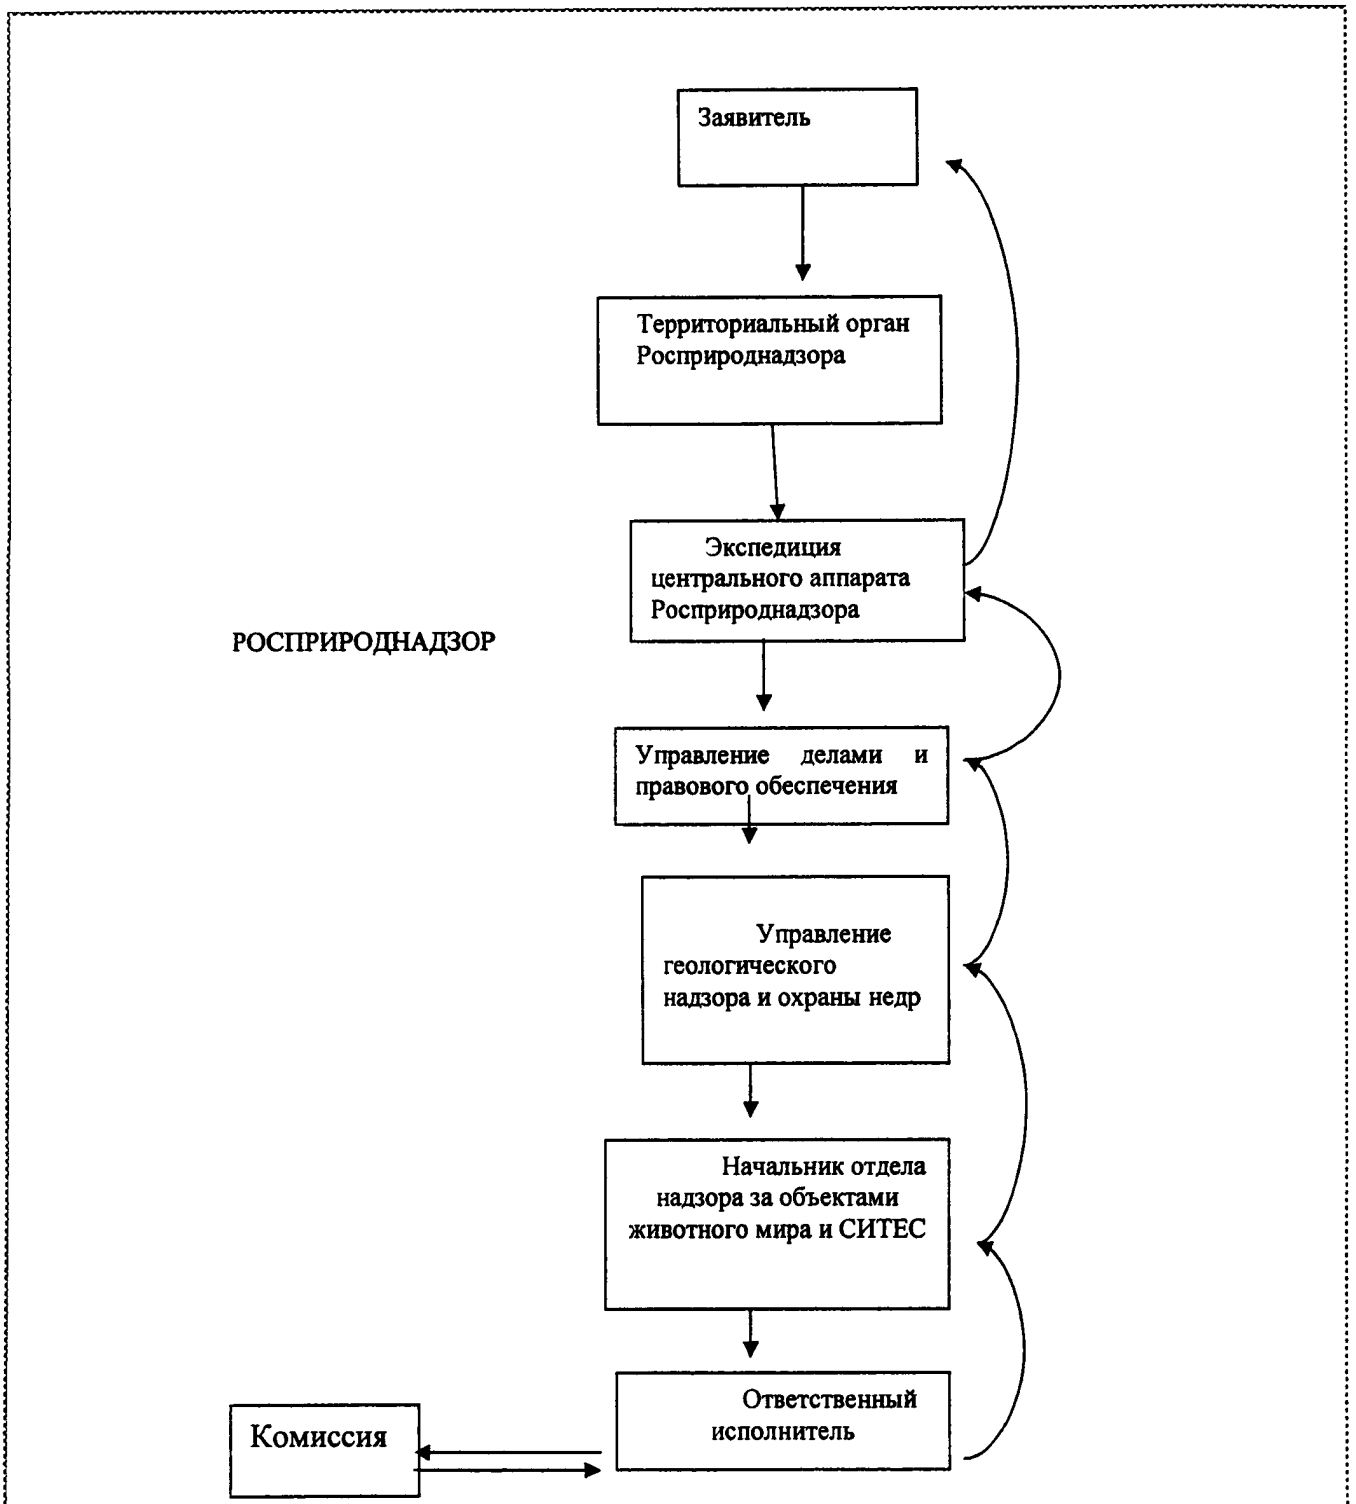 Заявитель
Территориальный орган
Росприроднадзора
Экспедиция
центрального аппарата
Росприроднадзора
РОСПРИРОДНАДЗОР
Управление делами и
правового обеспечения
Управление
геологического
надзора и охраны недр
Начальник отдела
надзора за объектами
животного мира и СИТЕС
Ответственный
исполнитель
Комиссия